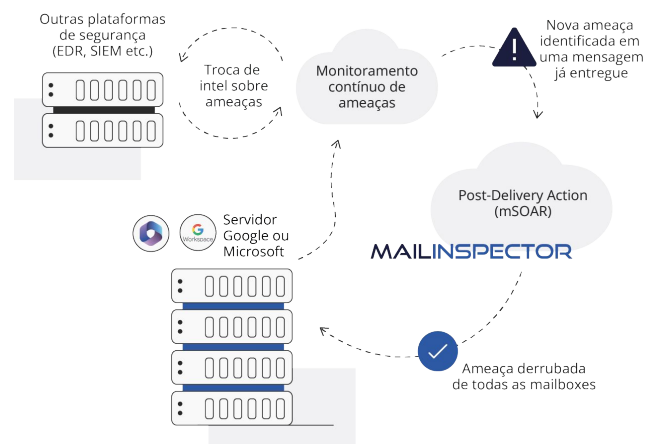 Outras plataformas
de segurança
(EDR, SIEM etc.)
Troca de
intel sobre
ameaças
Monitoramento
contínuo de
ameaças
Nova ameaça
identificada em
uma mensagem
já entregue
Post-Delivery Action
(mSOAR)
MAILINSPECTOR
G
Workspace
Servidor
Google ou
Microsoft
Ameaça derrubada
de todas as mailboxes